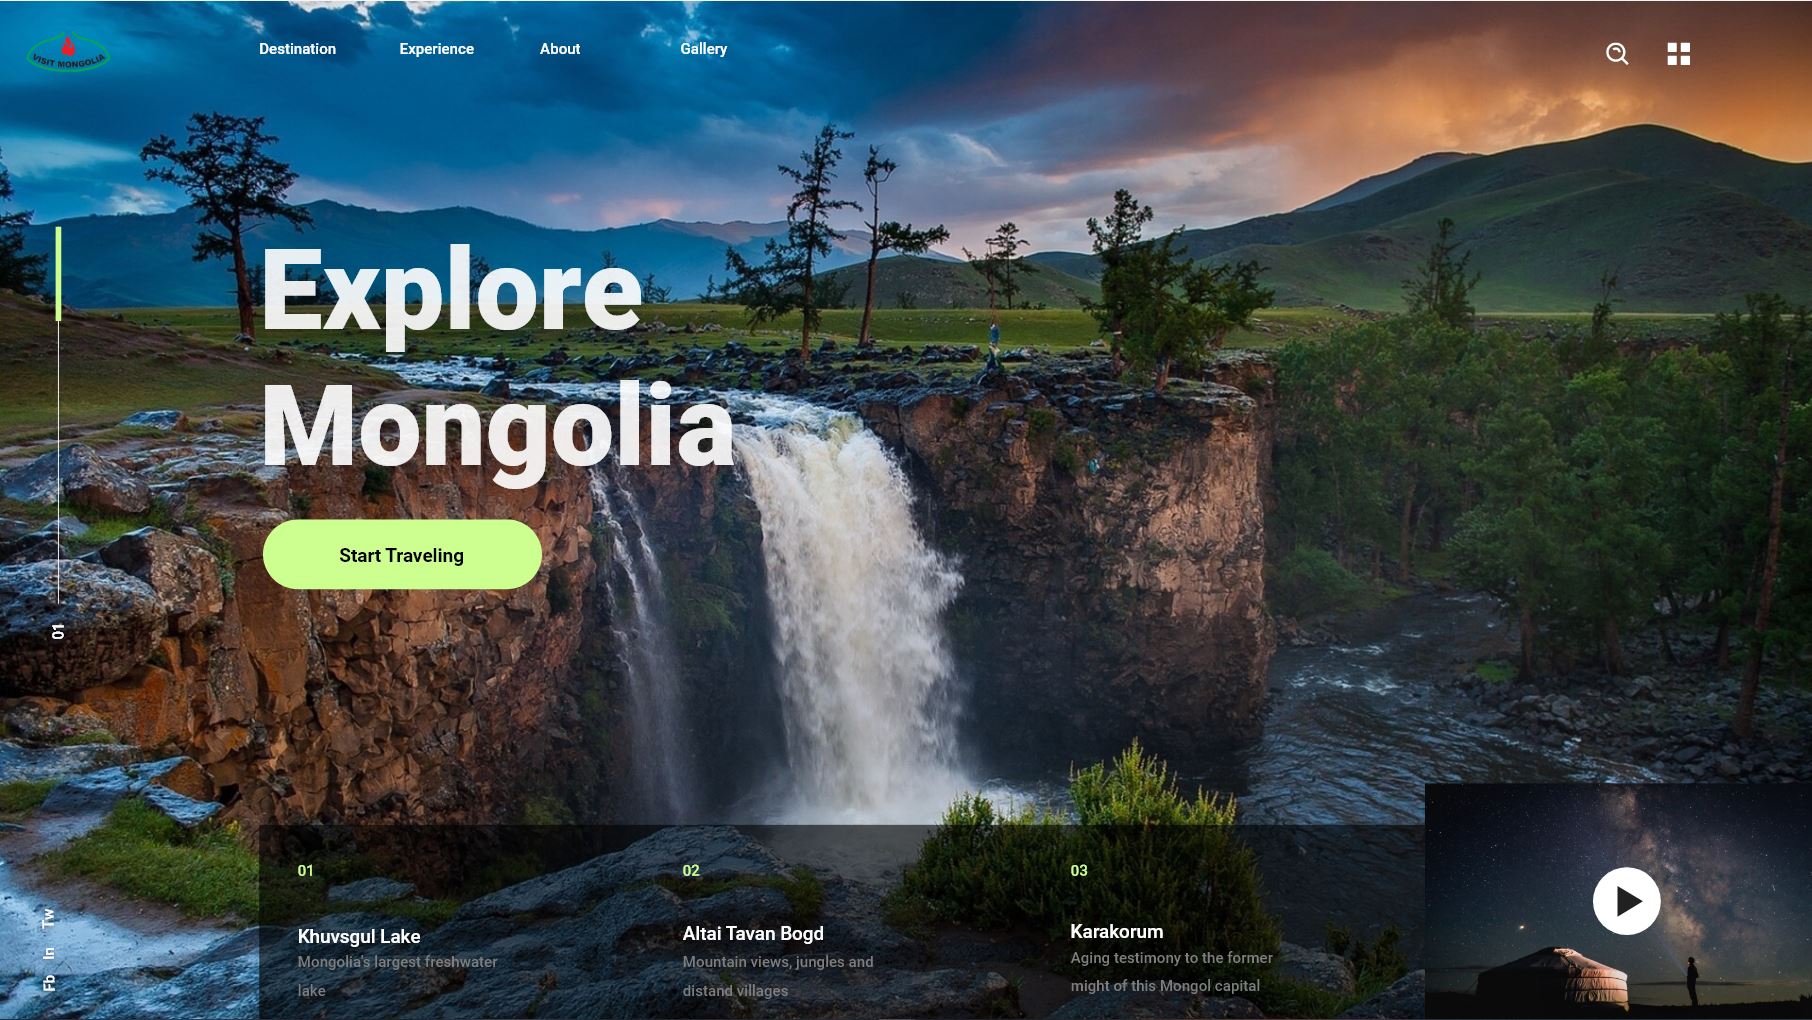 VISIT MONGOLIA
Destination
Experience
About
Gallery
Explore
Mongolia
Start Traveling
01
Tw
In
Fb
01
Khuvsgul Lake
Mongolia's largest freshwater
lake
02
Altai Tavan Bogd
Mountain views, jungles and
distand villages
03
Karakorum
Aging testimony to the former
might of this Mongol capital